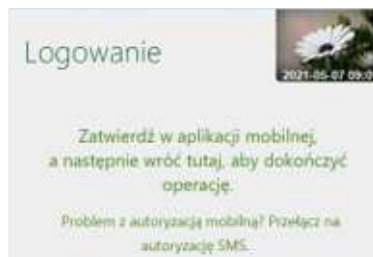 Logowanie
2021-05-07 09:0
Zatwierdź w aplikacji mobilnej,
a następnie wróć tutaj, aby dokończyć
operację.
Problem z autoryzacją mobilną? Przełącz na
autoryzację SMS.